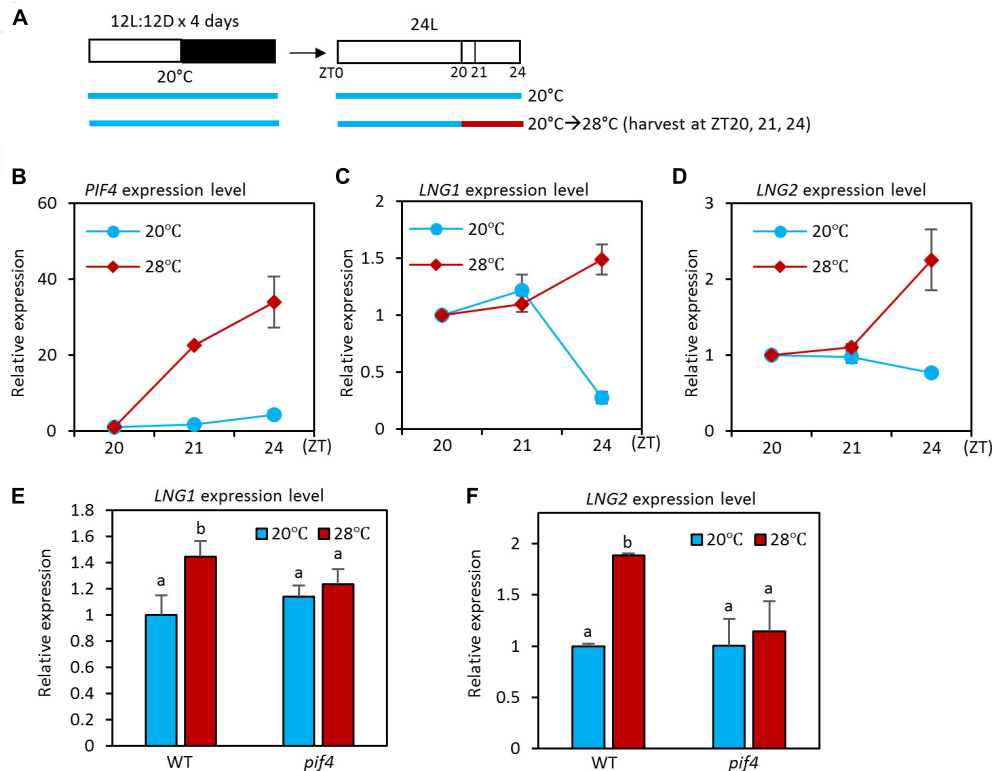 A
12L:12D x 4 days
24L
20°C
ZT0
20
21
24
20°C
20°C→28°C (harvest at ZT20, 21, 24)
B
PIF4 expression level
Relative expression
60
40
20
0
20℃
28℃
20
21
24
(ZT)
C
LNG1 expression level
Relative expression
2
1.5
1
0.5
0
20℃
28℃
20
21
24
(ZT)
D
LNG2 expression level
Relative expression
3
2
1
0
20℃
28℃
20
21
24
(ZT)
E
LNG1 expression level
Relative expression
1.8
1.6
1.4
1.2
1
0.8
0.6
0.4
0.2
0
20℃
28℃
a
b
a
a
WT
pif4
F
LNG2 expression level
Relative expression
2
1.5
1
0.5
0
20℃
28℃
a
b
a
a
WT
pif4